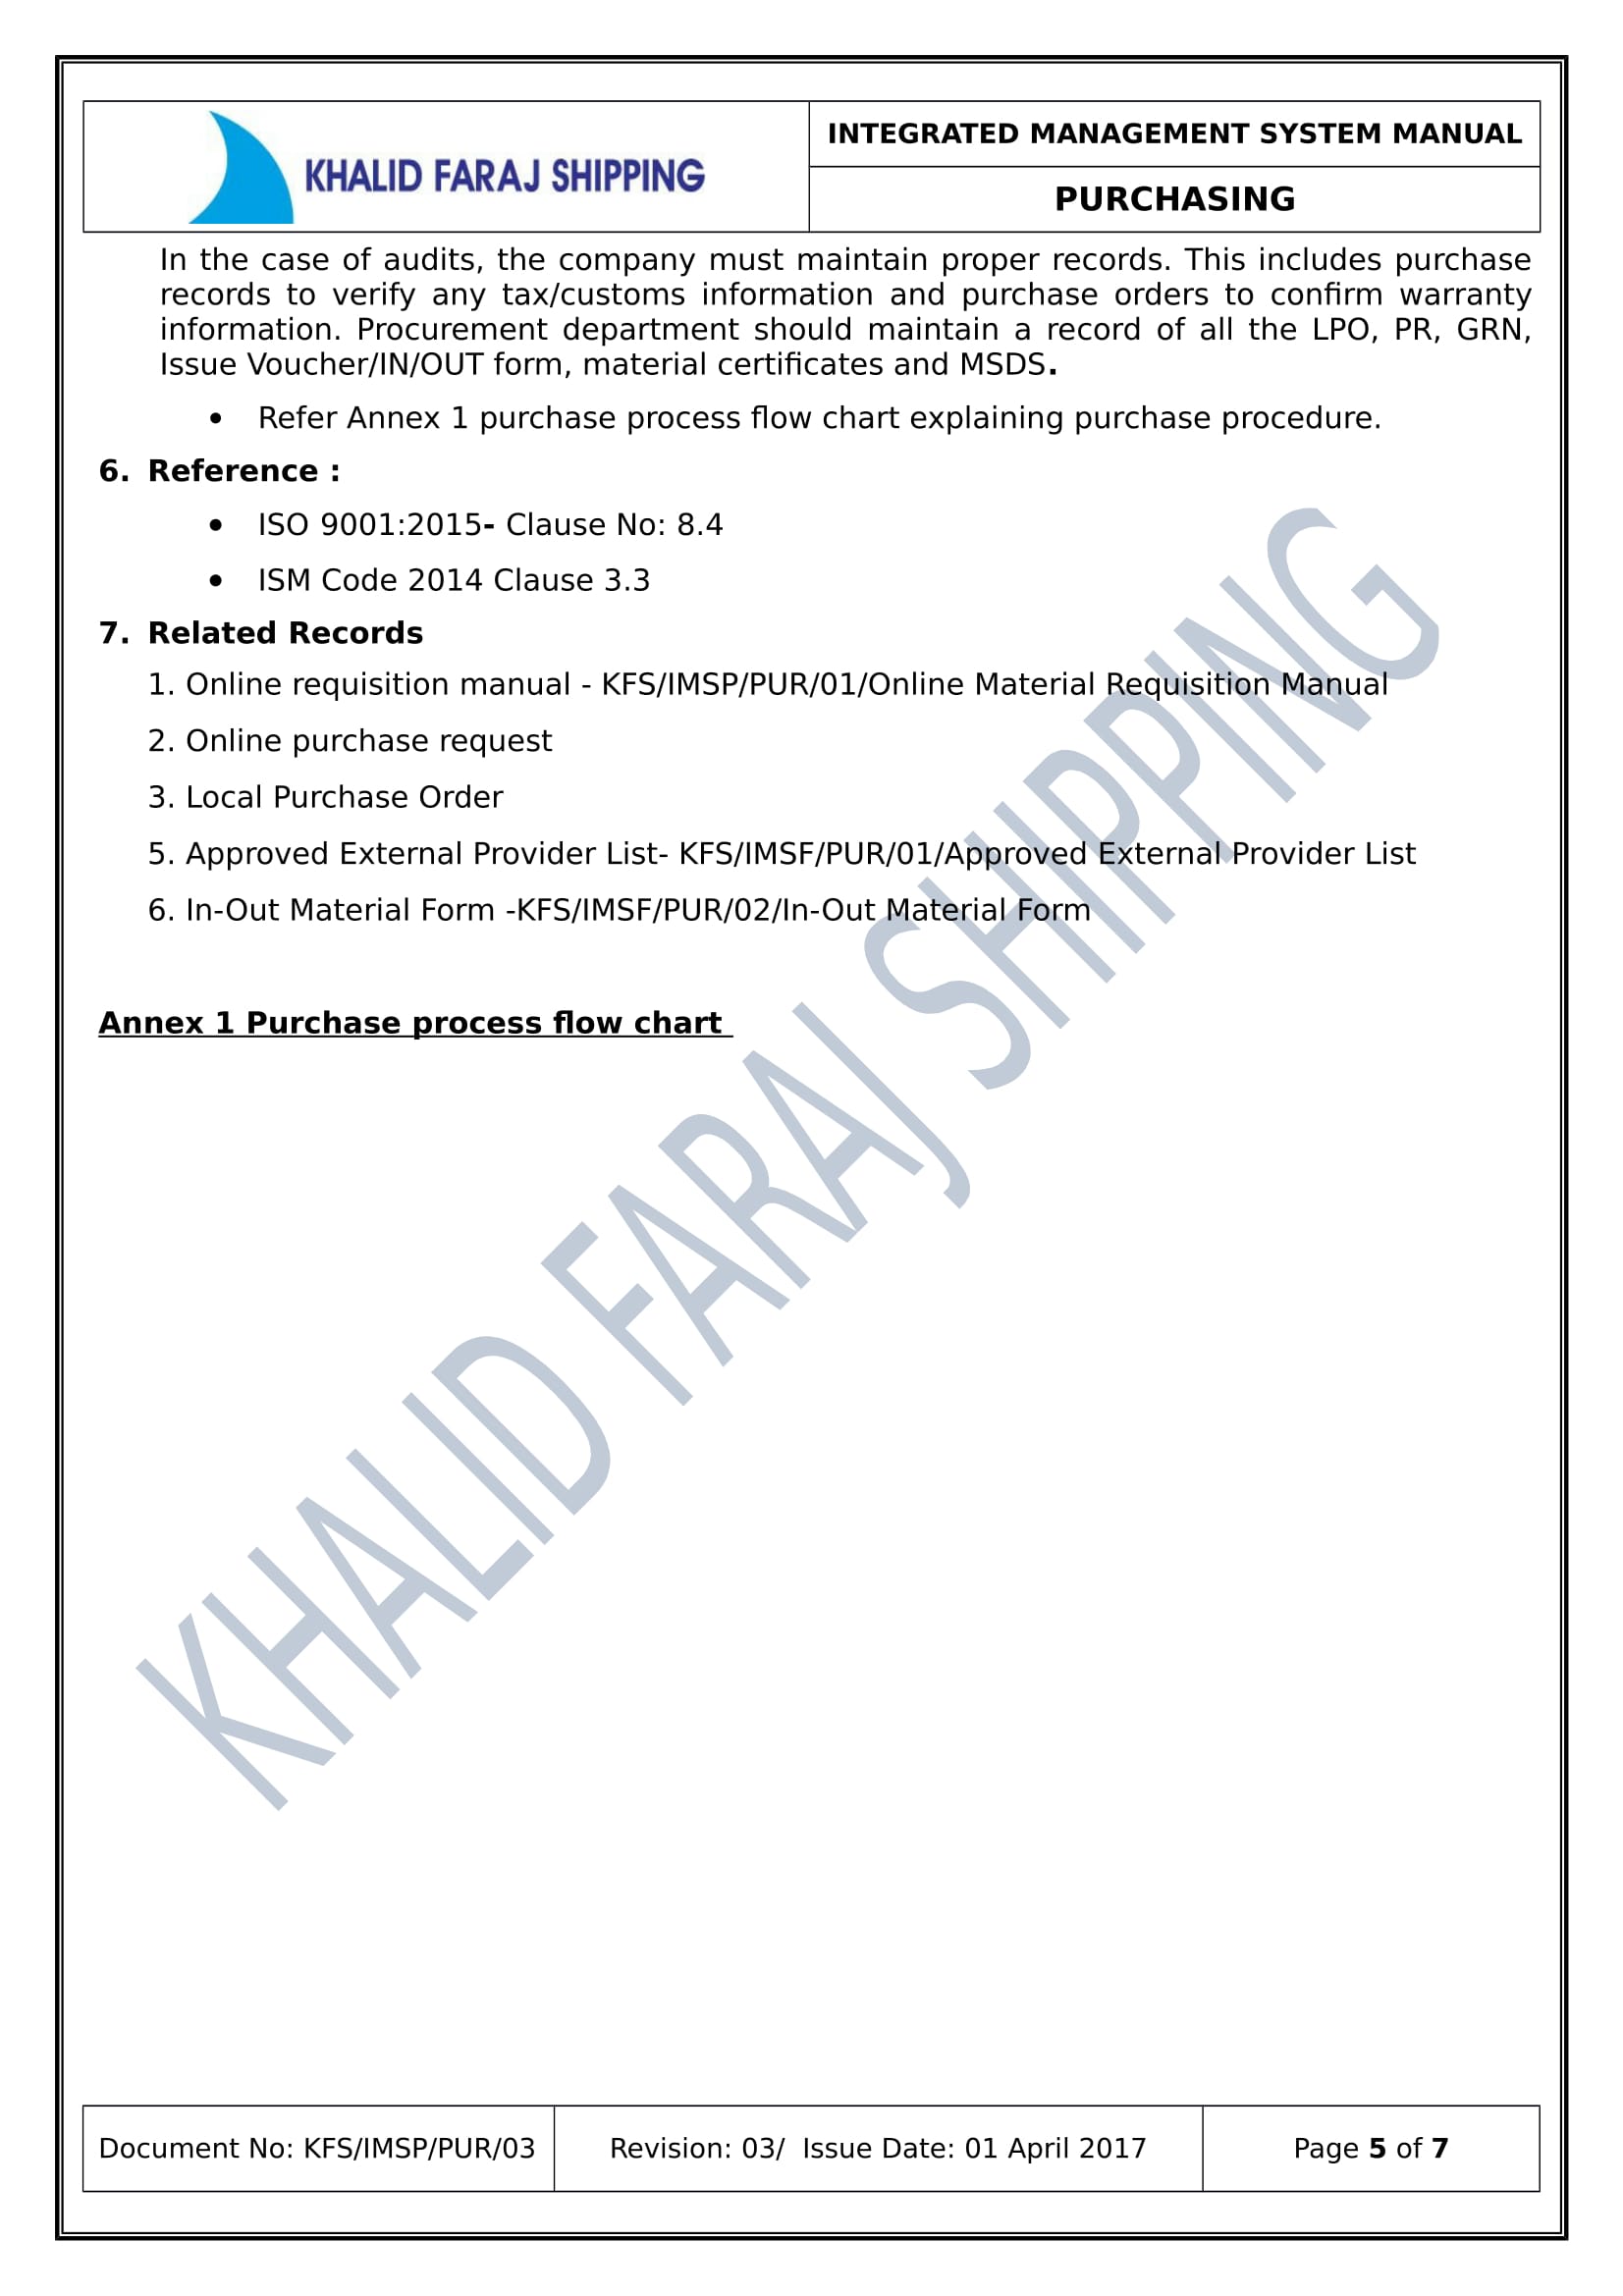 KHALID FARAJ SHIPPING
INTEGRATED MANAGEMENT SYSTEM MANUAL
PURCHASING
In the case of audits, the company must maintain proper records. This includes purchase
records to verify any tax/customs information and purchase orders to confirm warranty
information. Procurement department should maintain a record of all the LPO, PR, GRN,
Issue Voucher/IN/OUT form, material certificates and MSDS.
• Refer Annex 1 purchase process flow chart explaining purchase procedure.
6. Reference :
• ISO 9001:2015- Clause No: 8.4
• ISM Code 2014 Clause 3.3
7. Related Records
1. Online requisition manual - KFS/IMSP/PUR/01/Online Material Requisition Manual
2. Online purchase request
3. Local Purchase Order
5. Approved External Provider List- KFS/IMSF/PUR/01/Approved External Provider List
6. In-Out Material Form -KFS/IMSF/PUR/02/In-Out Material Form
Annex 1 Purchase process flow chart
KHALID FARAJ SHIPPING
Document No: KFS/IMSP/PUR/03
Revision: 03/ Issue Date: 01 April 2017
Page 5 of 7